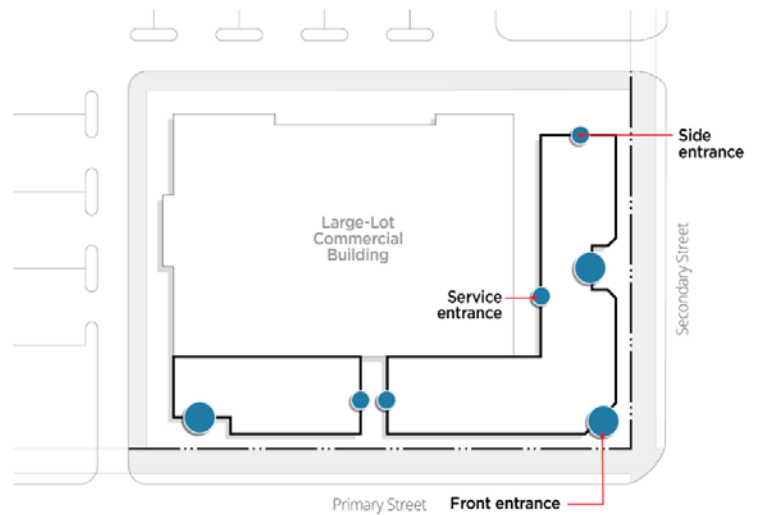 Side
entrance
Large-Lot
Commercial
Building
Secondary Street
Service
entrance
Primary Street
Front entrance